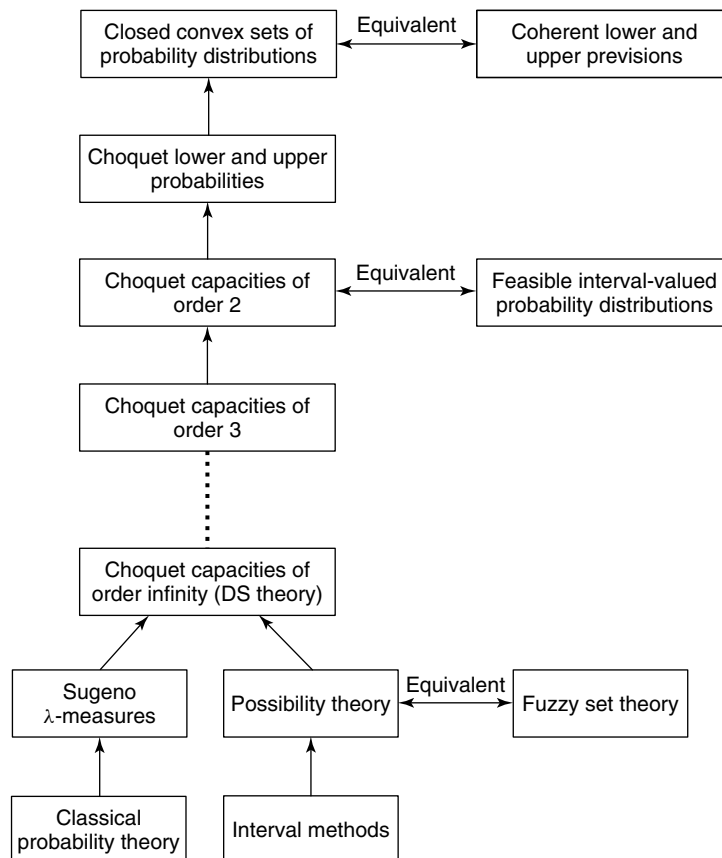 Closed convex sets of
probability distributions
Equivalent
Coherent lower and
upper previsions
Choquet lower and upper
probabilities
Choquet capacities of
order 2
Equivalent
Feasible interval-valued
probability distributions
Choquet capacities of
order 3
Choquet capacities of
order infinity (DS theory)
Sugeno
λ-measures
Possibility theory
Equivalent
Fuzzy set theory
Classical
probability theory
Interval methods